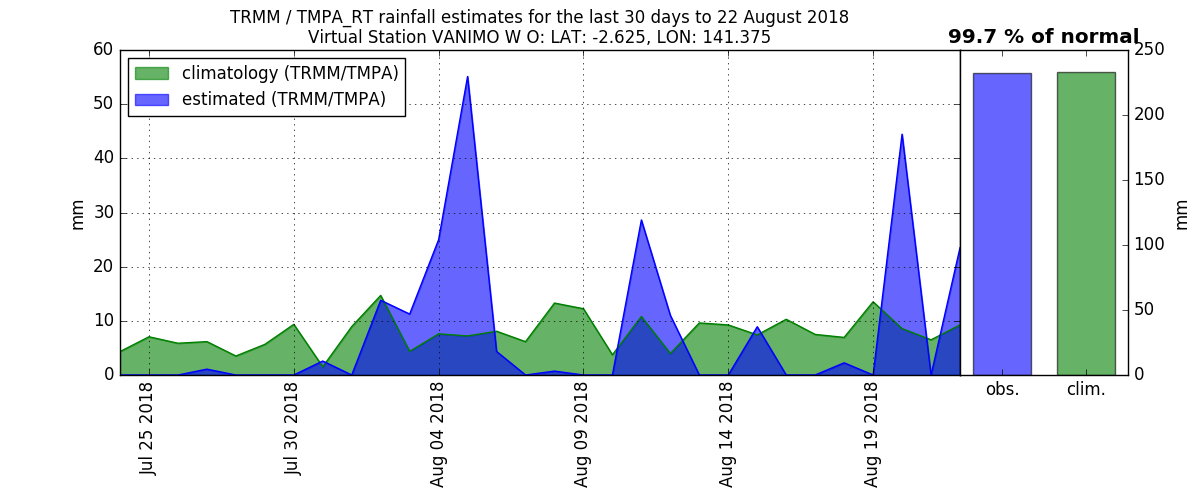 TRMM / TMPA_RT rainfall estimates for the last 30 days to 22 August 2018
Virtual Station VANIMO W O: LAT: -2.625, LON: 141.375
99.7 % of normal
climatology (TRMM/TMPA)
estimated (TRMM/TMPA)
60
50
40
30
20
10
0
mm
Jul 25 2018
Jul 30 2018
Aug 04 2018
Aug 09 2018
Aug 14 2018
Aug 19 2018
250
200
150
100
50
0
mm
obs.
clim.